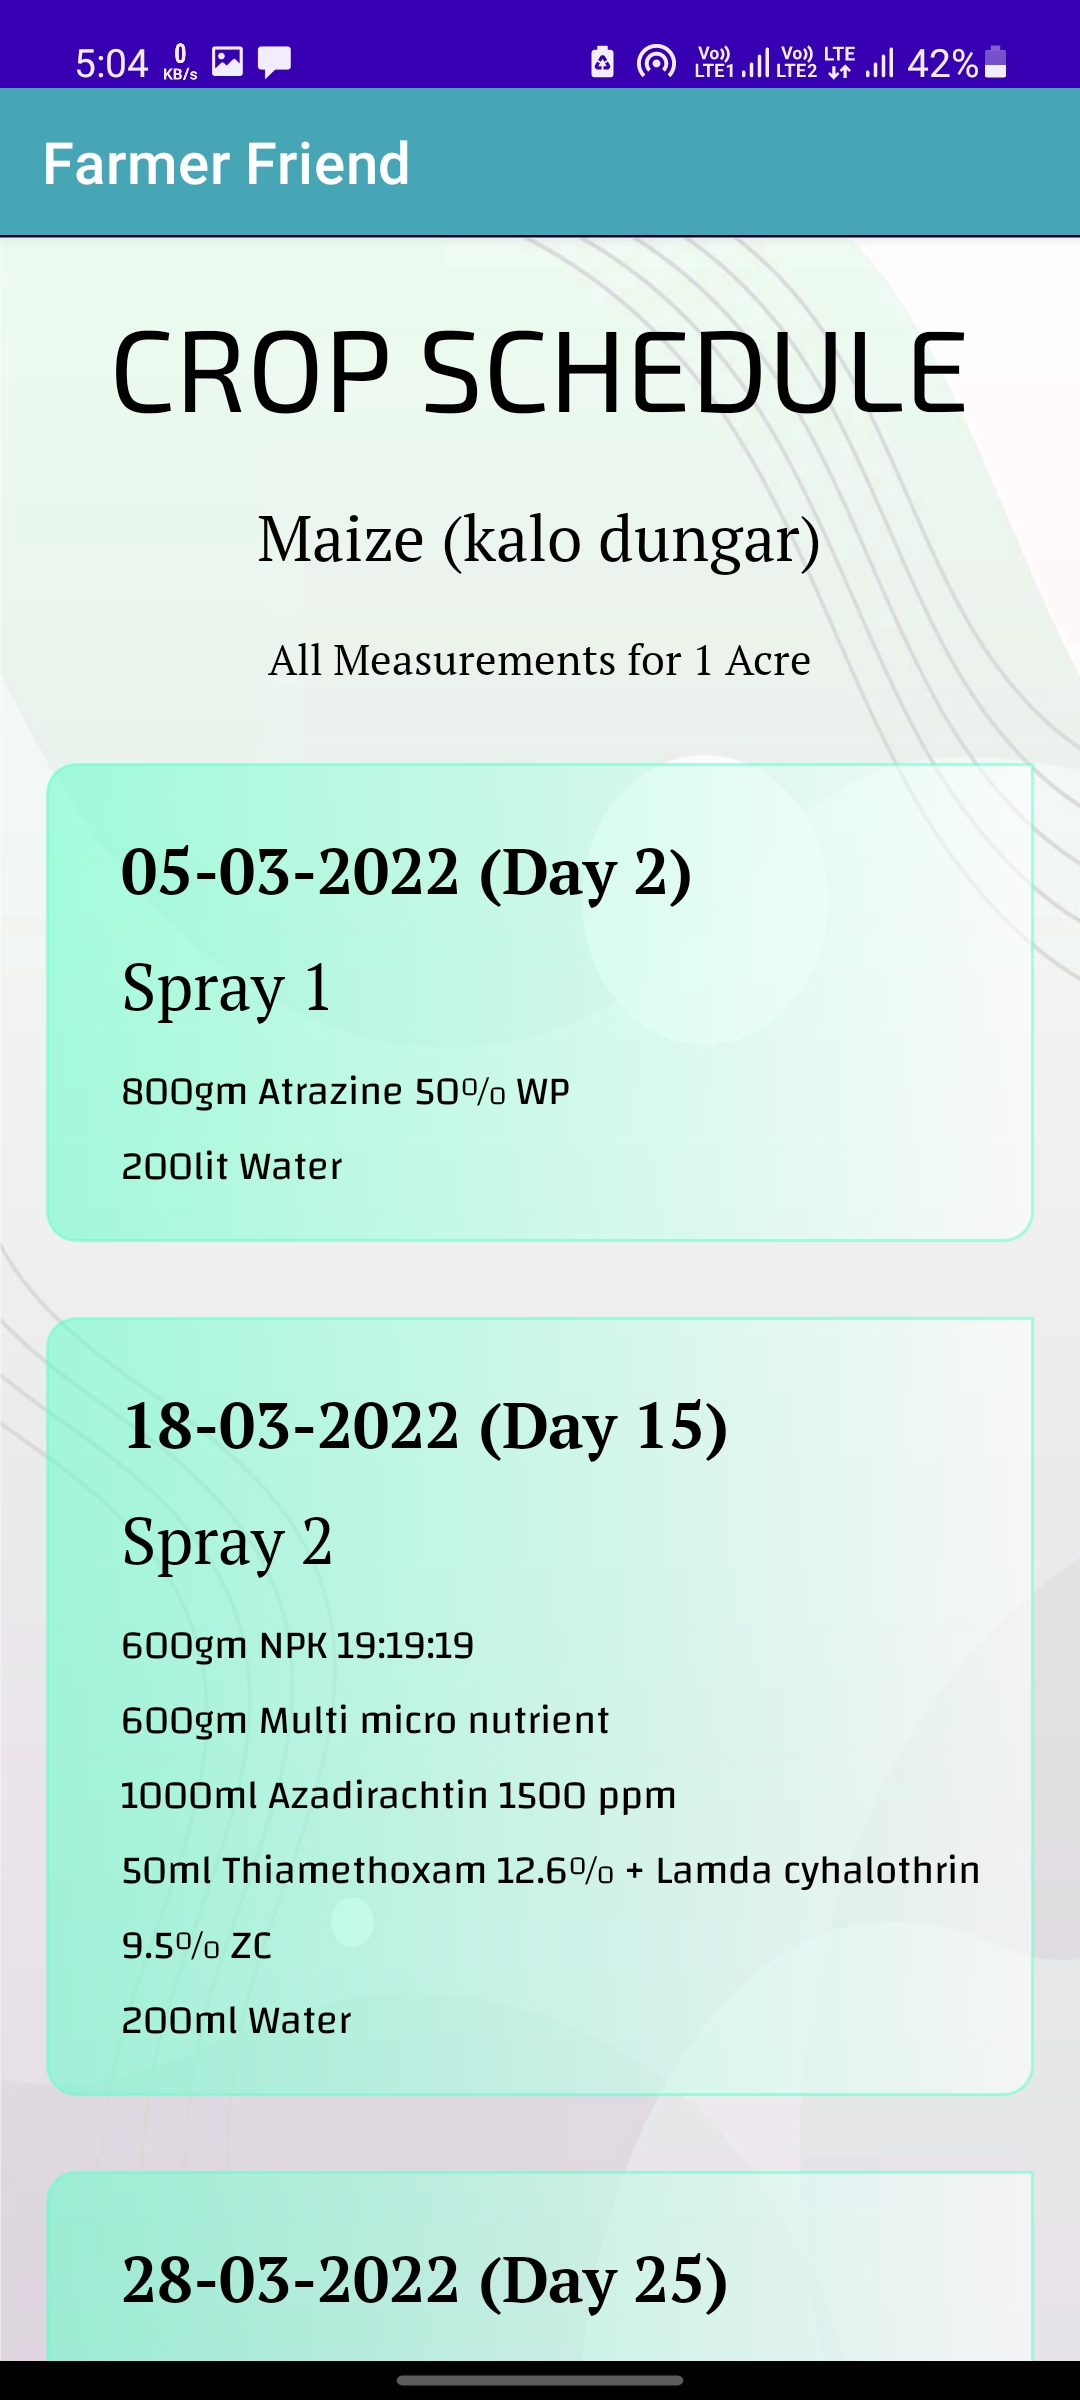 5:04 0 KB/s Vo)) LTE1 Vo)) LTE2 LTE 42%
Farmer Friend
CROP SCHEDULE
Maize (kalo dungar)
All Measurements for 1 Acre
05-03-2022 (Day 2)
Spray 1
800gm Atrazine 50% WP
200lit Water
18-03-2022 (Day 15)
Spray 2
600gm NPK 19:19:19
600gm Multi micro nutrient
1000ml Azadirachtin 1500 ppm
50ml Thiamethoxam 12.6% + Lamda cyhalothrin
9.5% ZC
200ml Water
28-03-2022 (Day 25)